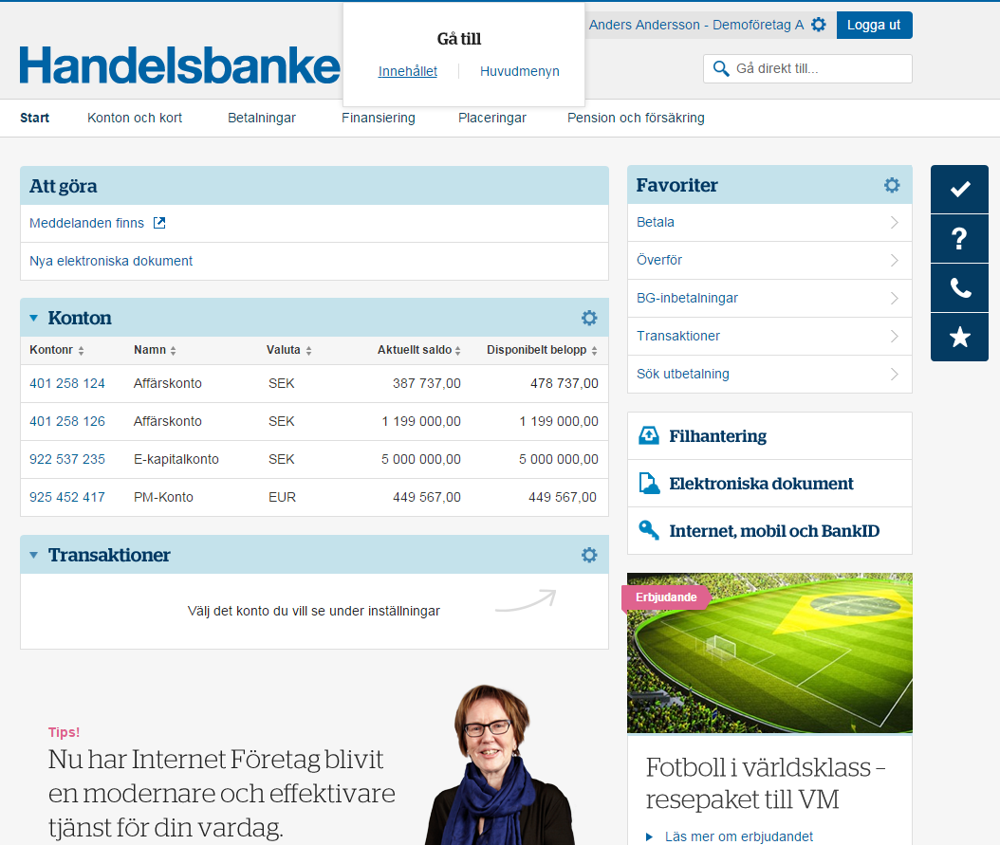 Gå till
Innehållet
Huvudmenyn
Anders Andersson - Demoföretag A
Logga ut
Handelsbanke
Gå direkt till...
Start Konton och kort Betalningar Finansiering Placeringar Pension och försäkring
Att göra
Meddelanden finns
Nya elektroniska dokument
Konton
Kontonr Namn Valuta Aktuellt saldo Disponibelt belopp
401 258 124 Affärskonto SEK 387 737,00 478 737,00
401 258 126 Affärskonto SEK 1 199 000,00 1 199 000,00
922 537 235 E-kapitalkonto SEK 5 000 000,00 5 000 000,00
925 452 417 PM-Konto EUR 449 567,00 449 567,00
Transaktioner
Välj det konto du vill se under inställningar
Tips!
Nu har Internet Företag blivit
en modernare och effektivare
tjänst för din vardag.
Favoriter
Betala
Överför
BG-inbetalningar
Transaktioner
Sök utbetalning
Filhantering
Elektroniska dokument
Internet, mobil och BankID
Erbjudande
Fotboll i världsklass –
resepaket till VM
Läs mer om erbjudandet
?